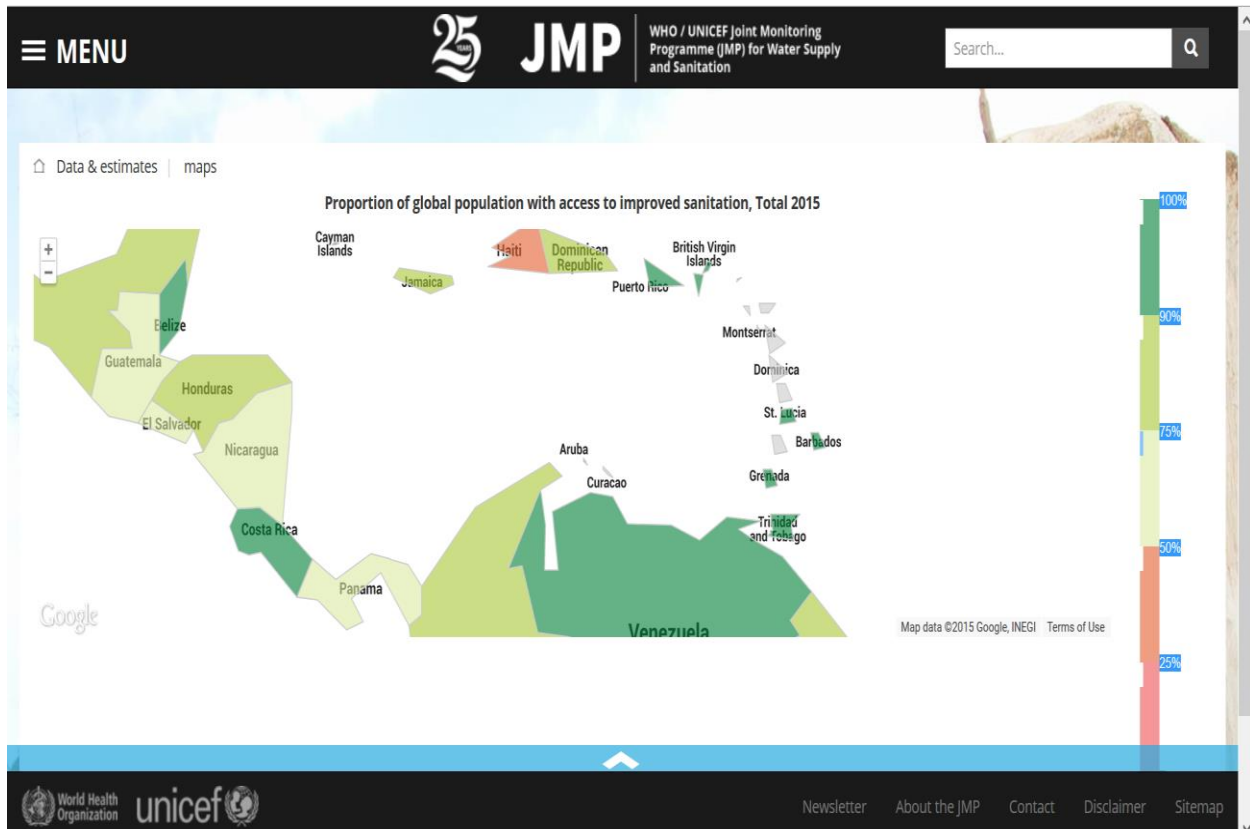 MENU
25
YEARS
JMP
WHO / UNICEF Joint Monitoring
Programme (JMP) for Water Supply
and Sanitation
Search...
Data & estimates | maps
Proportion of global population with access to improved sanitation, Total 2015
100%
90%
75%
50%
25%
+
-
Cayman
Islands
Haiti
Dominican
Republic
British Virgin
Islands
Jamaica
Puerto Rico
Belize
Montserrat
Guatemala
Dominica
Honduras
St. Lucia
El Salvador
Barbados
Nicaragua
Aruba
Grenada
Curacao
Costa Rica
Trinidad
and Tobago
Panama
Venezuela
Google
Map data ©2015 Google, INEGI Terms of Use
World Health
Organization
unicef
Newsletter About the JMP Contact Disclaimer Sitemap